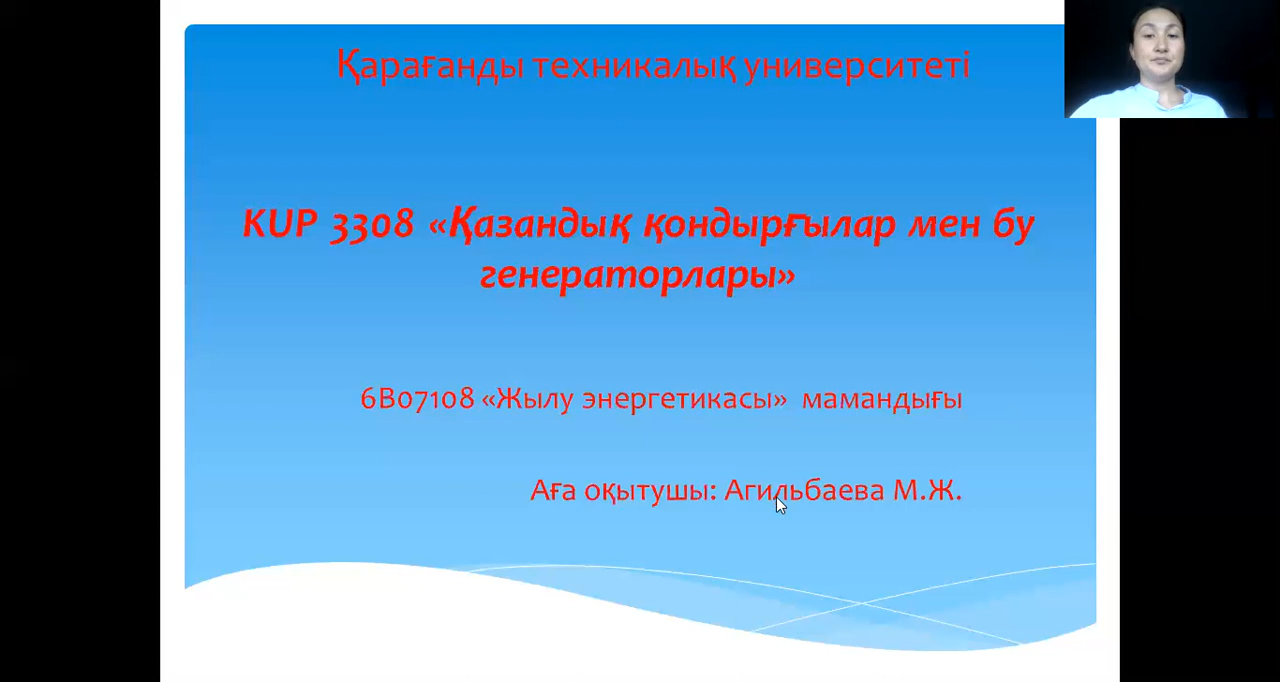 Қарағанды техникалық университеті
KUP 3308 «Қазандық қондырғылар мен бу
генераторлары»
6В07108 «Жылу энергетикасы» мамандығы
Аға оқытушы: Агильбаева М.Ж.